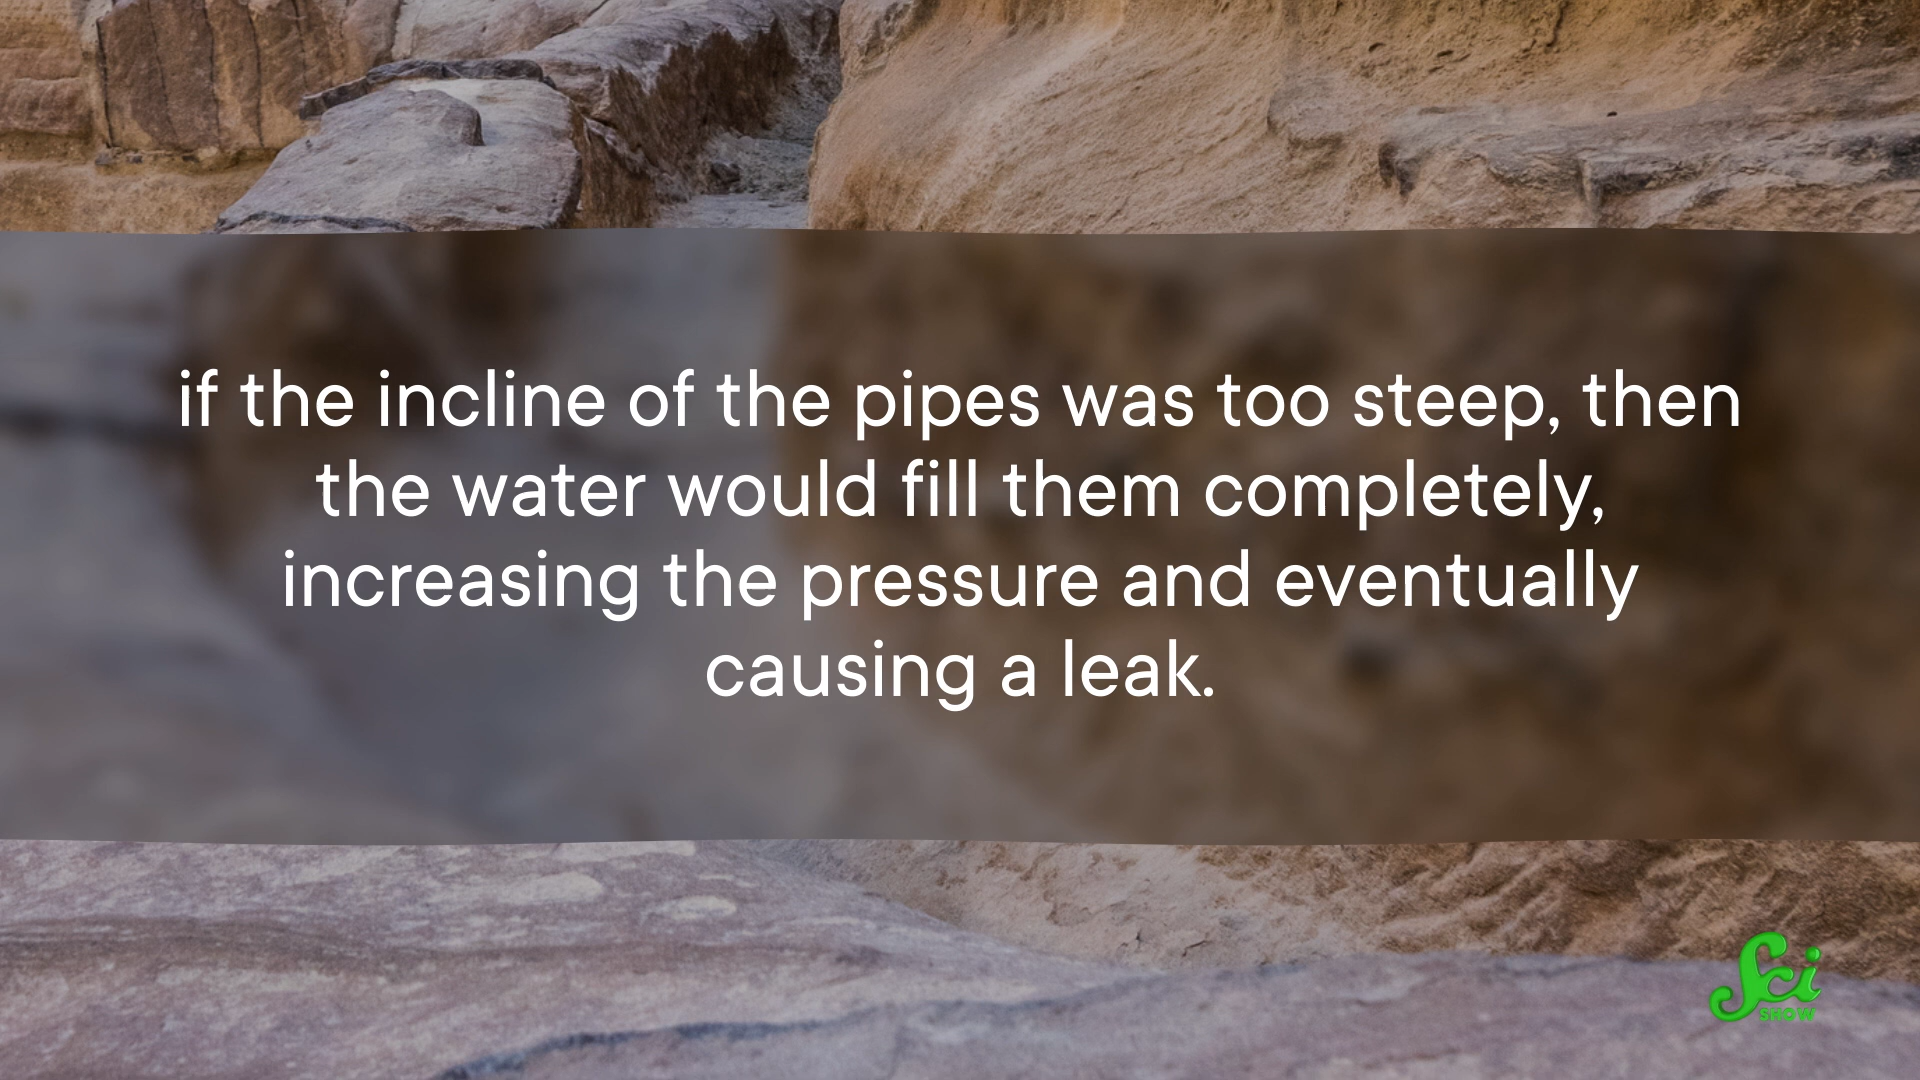 if the incline of the pipes was too steep, then
the water would fill them completely,
increasing the pressure and eventually
causing a leak.
Sci
SHOW